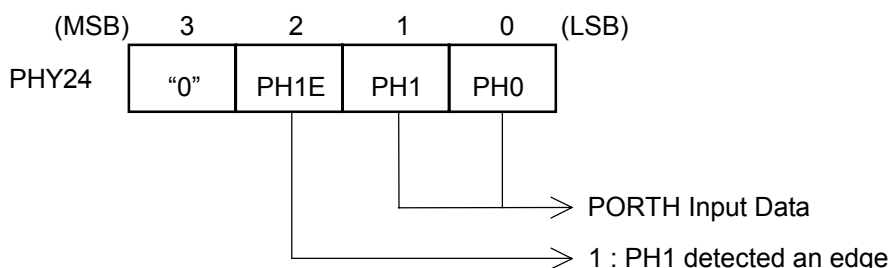 (MSB) 3 2 1 0 (LSB)
PHY24 “0” PH1E PH1 PH0
PORTH Input Data
1 : PH1 detected an edge